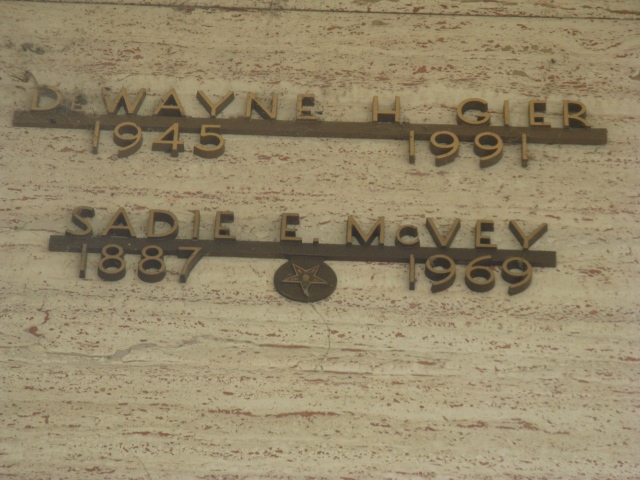 DeWAYNE H. GIER
1945 1991
SADIE E. McVEY
1887 1969